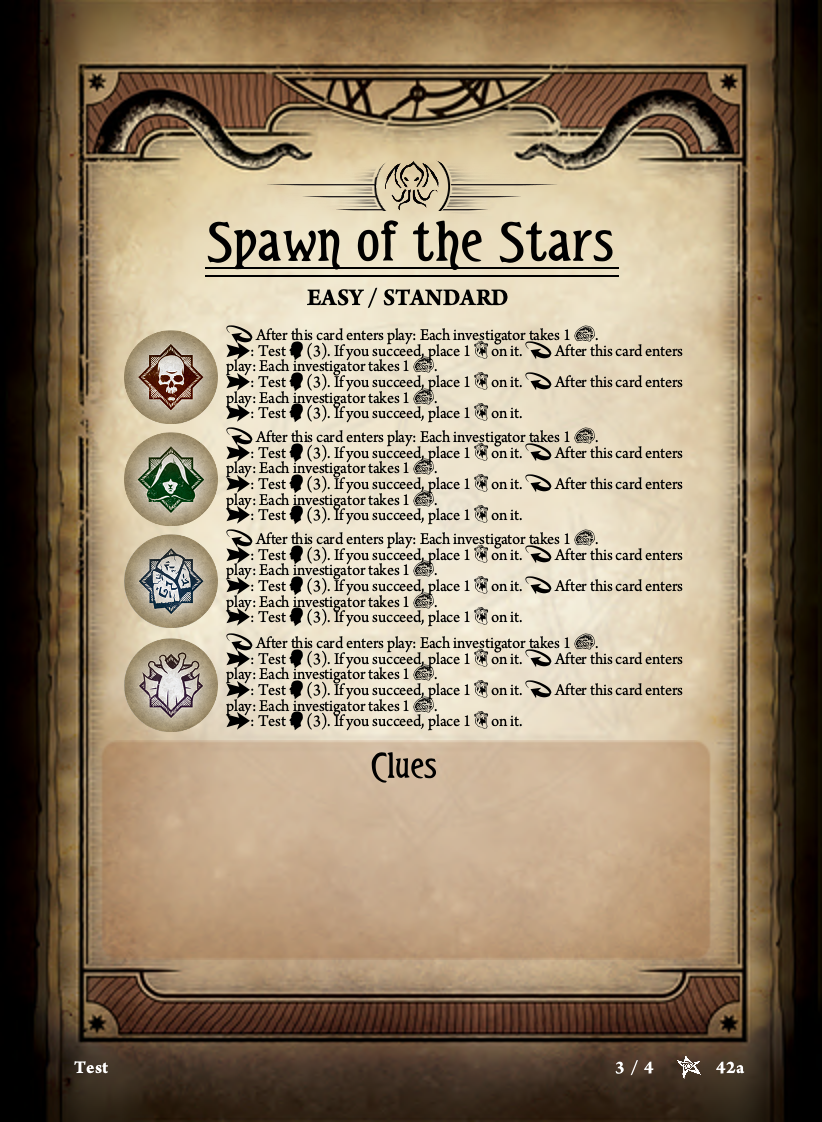 Spawn of the Stars
EASY / STANDARD
After this card enters play: Each investigator takes 1 .
: Test (3). If you succeed, place 1 on it. After this card enters
play: Each investigator takes 1 .
: Test (3). If you succeed, place 1 on it. After this card enters
play: Each investigator takes 1 .
: Test (3). If you succeed, place 1 on it.
After this card enters play: Each investigator takes 1 .
: Test (3). If you succeed, place 1 on it. After this card enters
play: Each investigator takes 1 .
: Test (3). If you succeed, place 1 on it. After this card enters
play: Each investigator takes 1 .
: Test (3). If you succeed, place 1 on it.
After this card enters play: Each investigator takes 1 .
: Test (3). If you succeed, place 1 on it. After this card enters
play: Each investigator takes 1 .
: Test (3). If you succeed, place 1 on it. After this card enters
play: Each investigator takes 1 .
: Test (3). If you succeed, place 1 on it.
After this card enters play: Each investigator takes 1 .
: Test (3). If you succeed, place 1 on it. After this card enters
play: Each investigator takes 1 .
: Test (3). If you succeed, place 1 on it. After this card enters
play: Each investigator takes 1 .
: Test (3). If you succeed, place 1 on it.
Clues
Test 3 / 4 42a